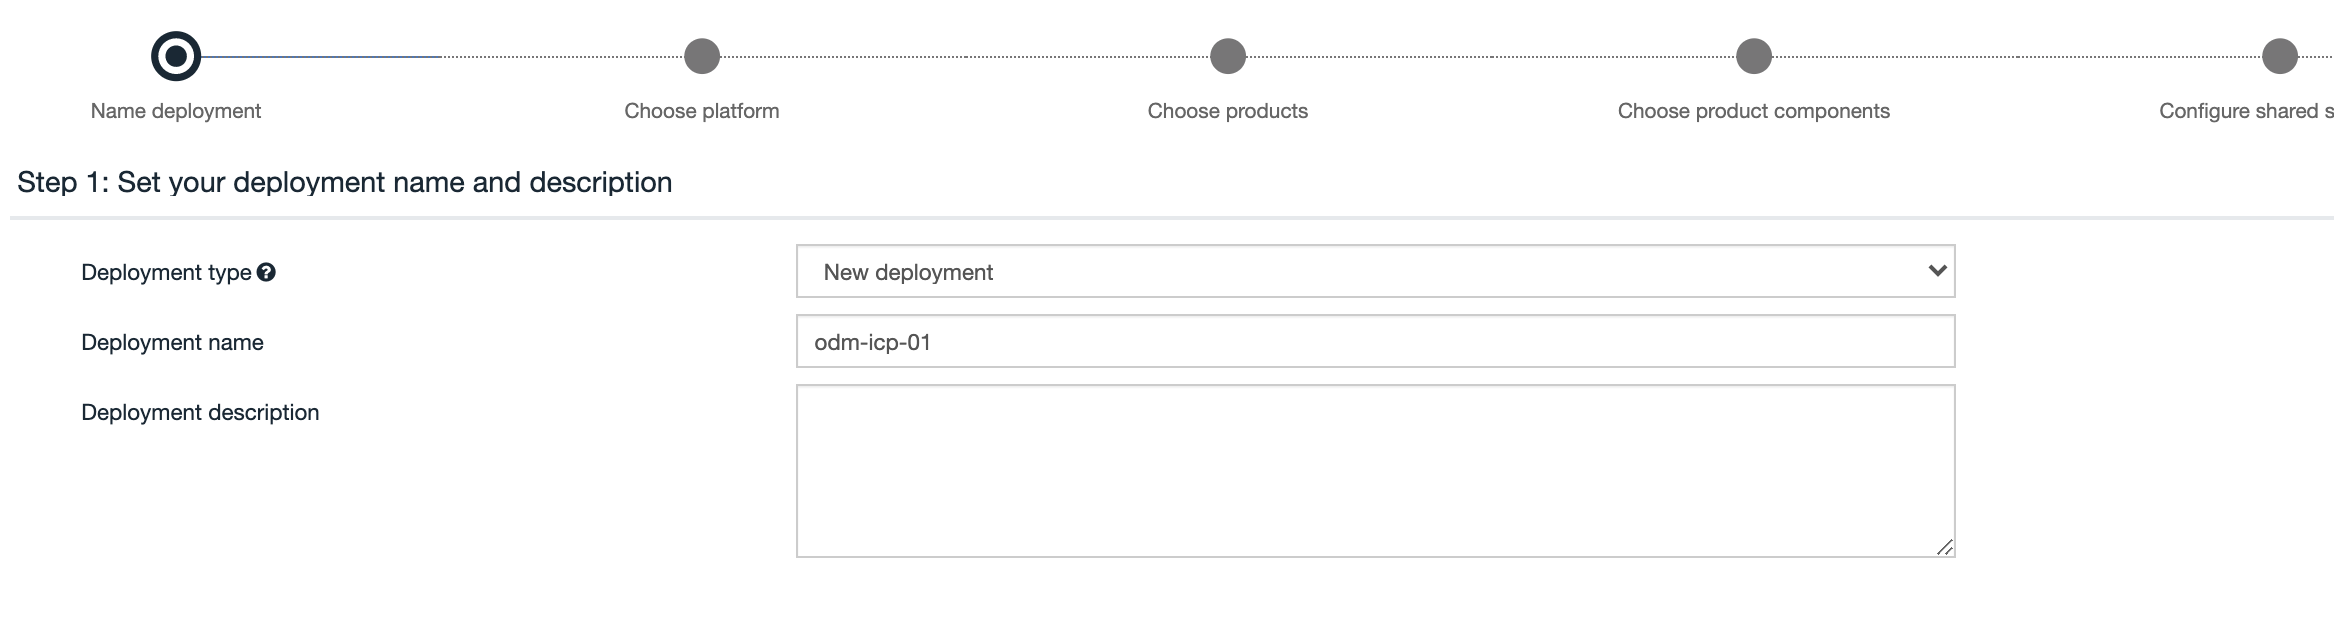 Name deployment
Choose platform
Choose products
Choose product components
Configure shared s
Step 1: Set your deployment name and description
Deployment type
New deployment
Deployment name
odm-icp-01
Deployment description